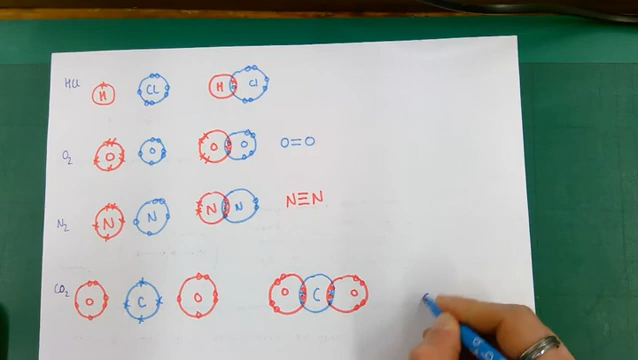 HCl H Cl H Cl
O₂ O O O O O=O
N₂ N N N N N≡N
CO₂ O C O O C O